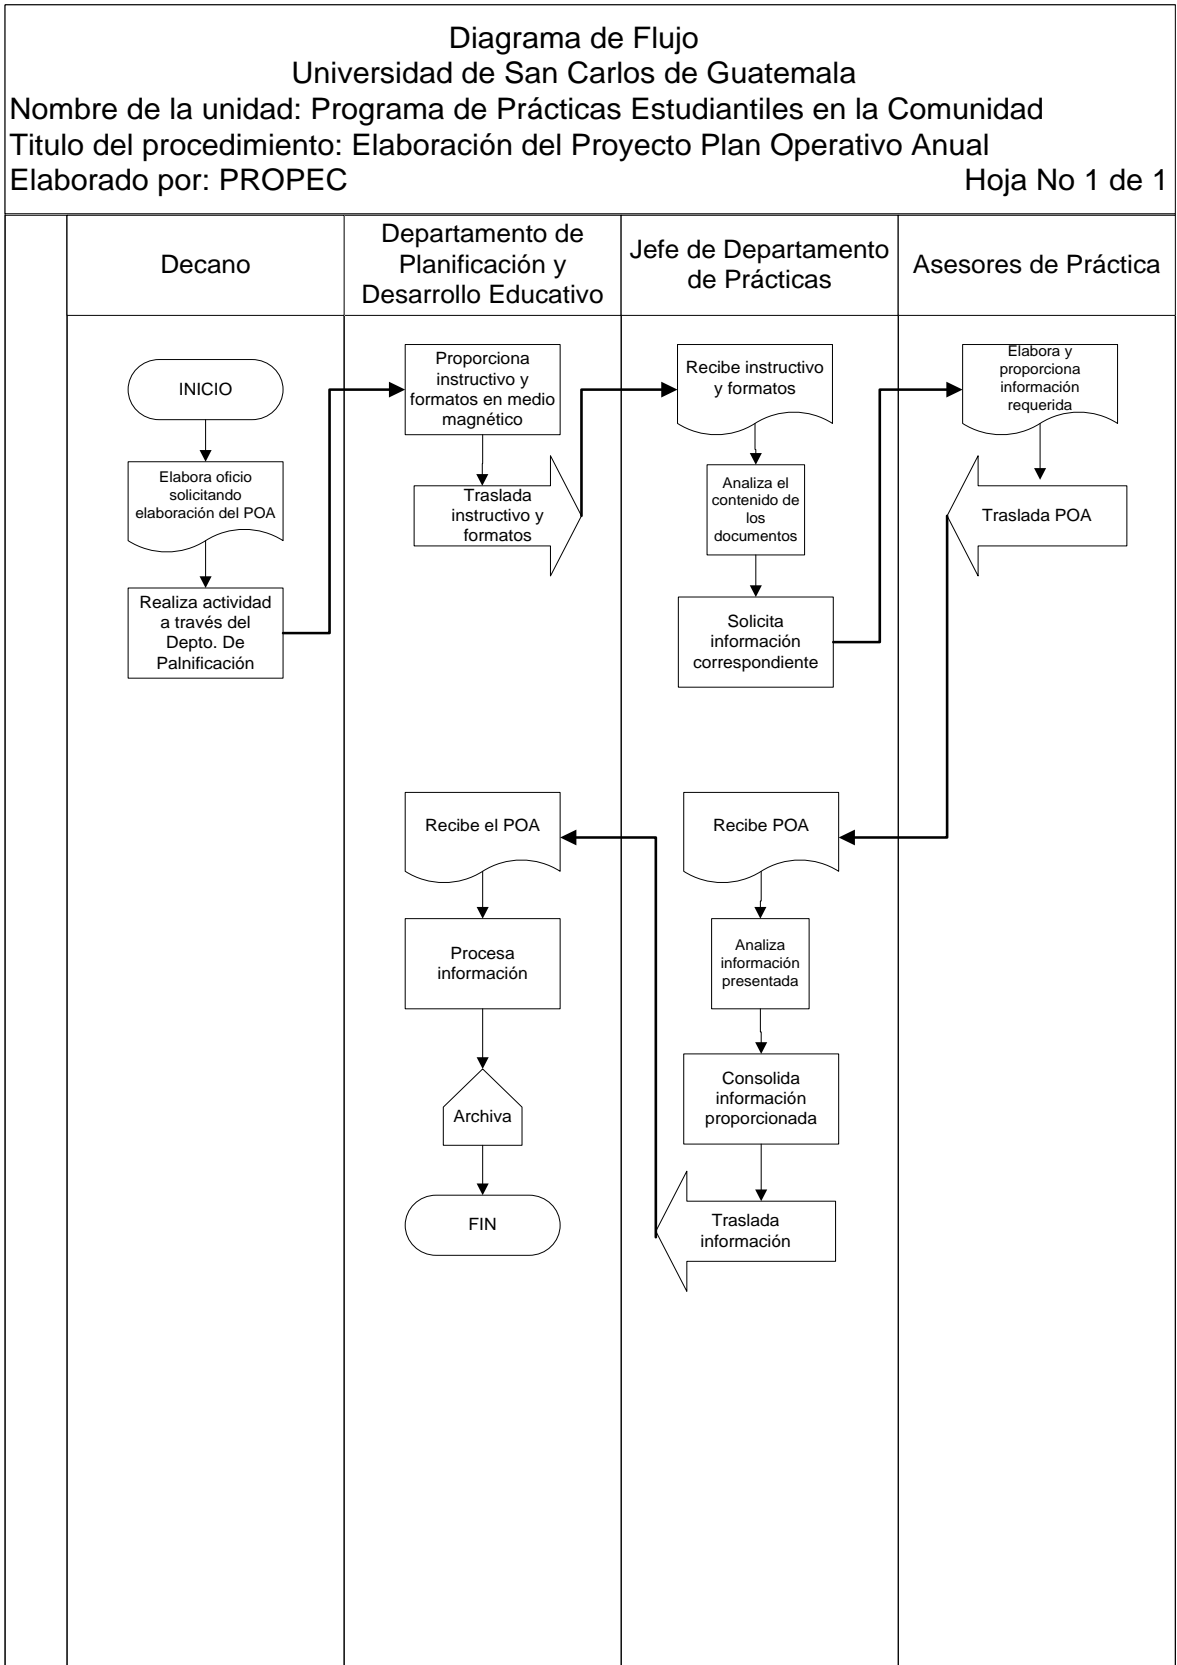 Diagrama de Flujo
Universidad de San Carlos de Guatemala
Nombre de la unidad: Programa de Prácticas Estudiantiles en la Comunidad
Titulo del procedimiento: Elaboración del Proyecto Plan Operativo Anual
Elaborado por: PROPEC Hoja No 1 de 1
Decano
Departamento de
Planificación y
Desarrollo Educativo
Jefe de Departamento
de Prácticas
Asesores de Práctica
INICIO
Elabora oficio
solicitando
elaboración del POA
Realiza actividad
a través del
Depto. De
Palnificación
Proporciona
instructivo y
formatos en medio
magnético
Traslada
instructivo y
formatos
Recibe instructivo
y formatos
Analiza el
contenido de
los
documentos
Solicita
información
correspondiente
Elabora y
proporciona
información
requerida
Traslada POA
Recibe POA
Analiza
información
presentada
Consolida
información
proporcionada
Traslada
información
Recibe el POA
Procesa
información
Archiva
FIN